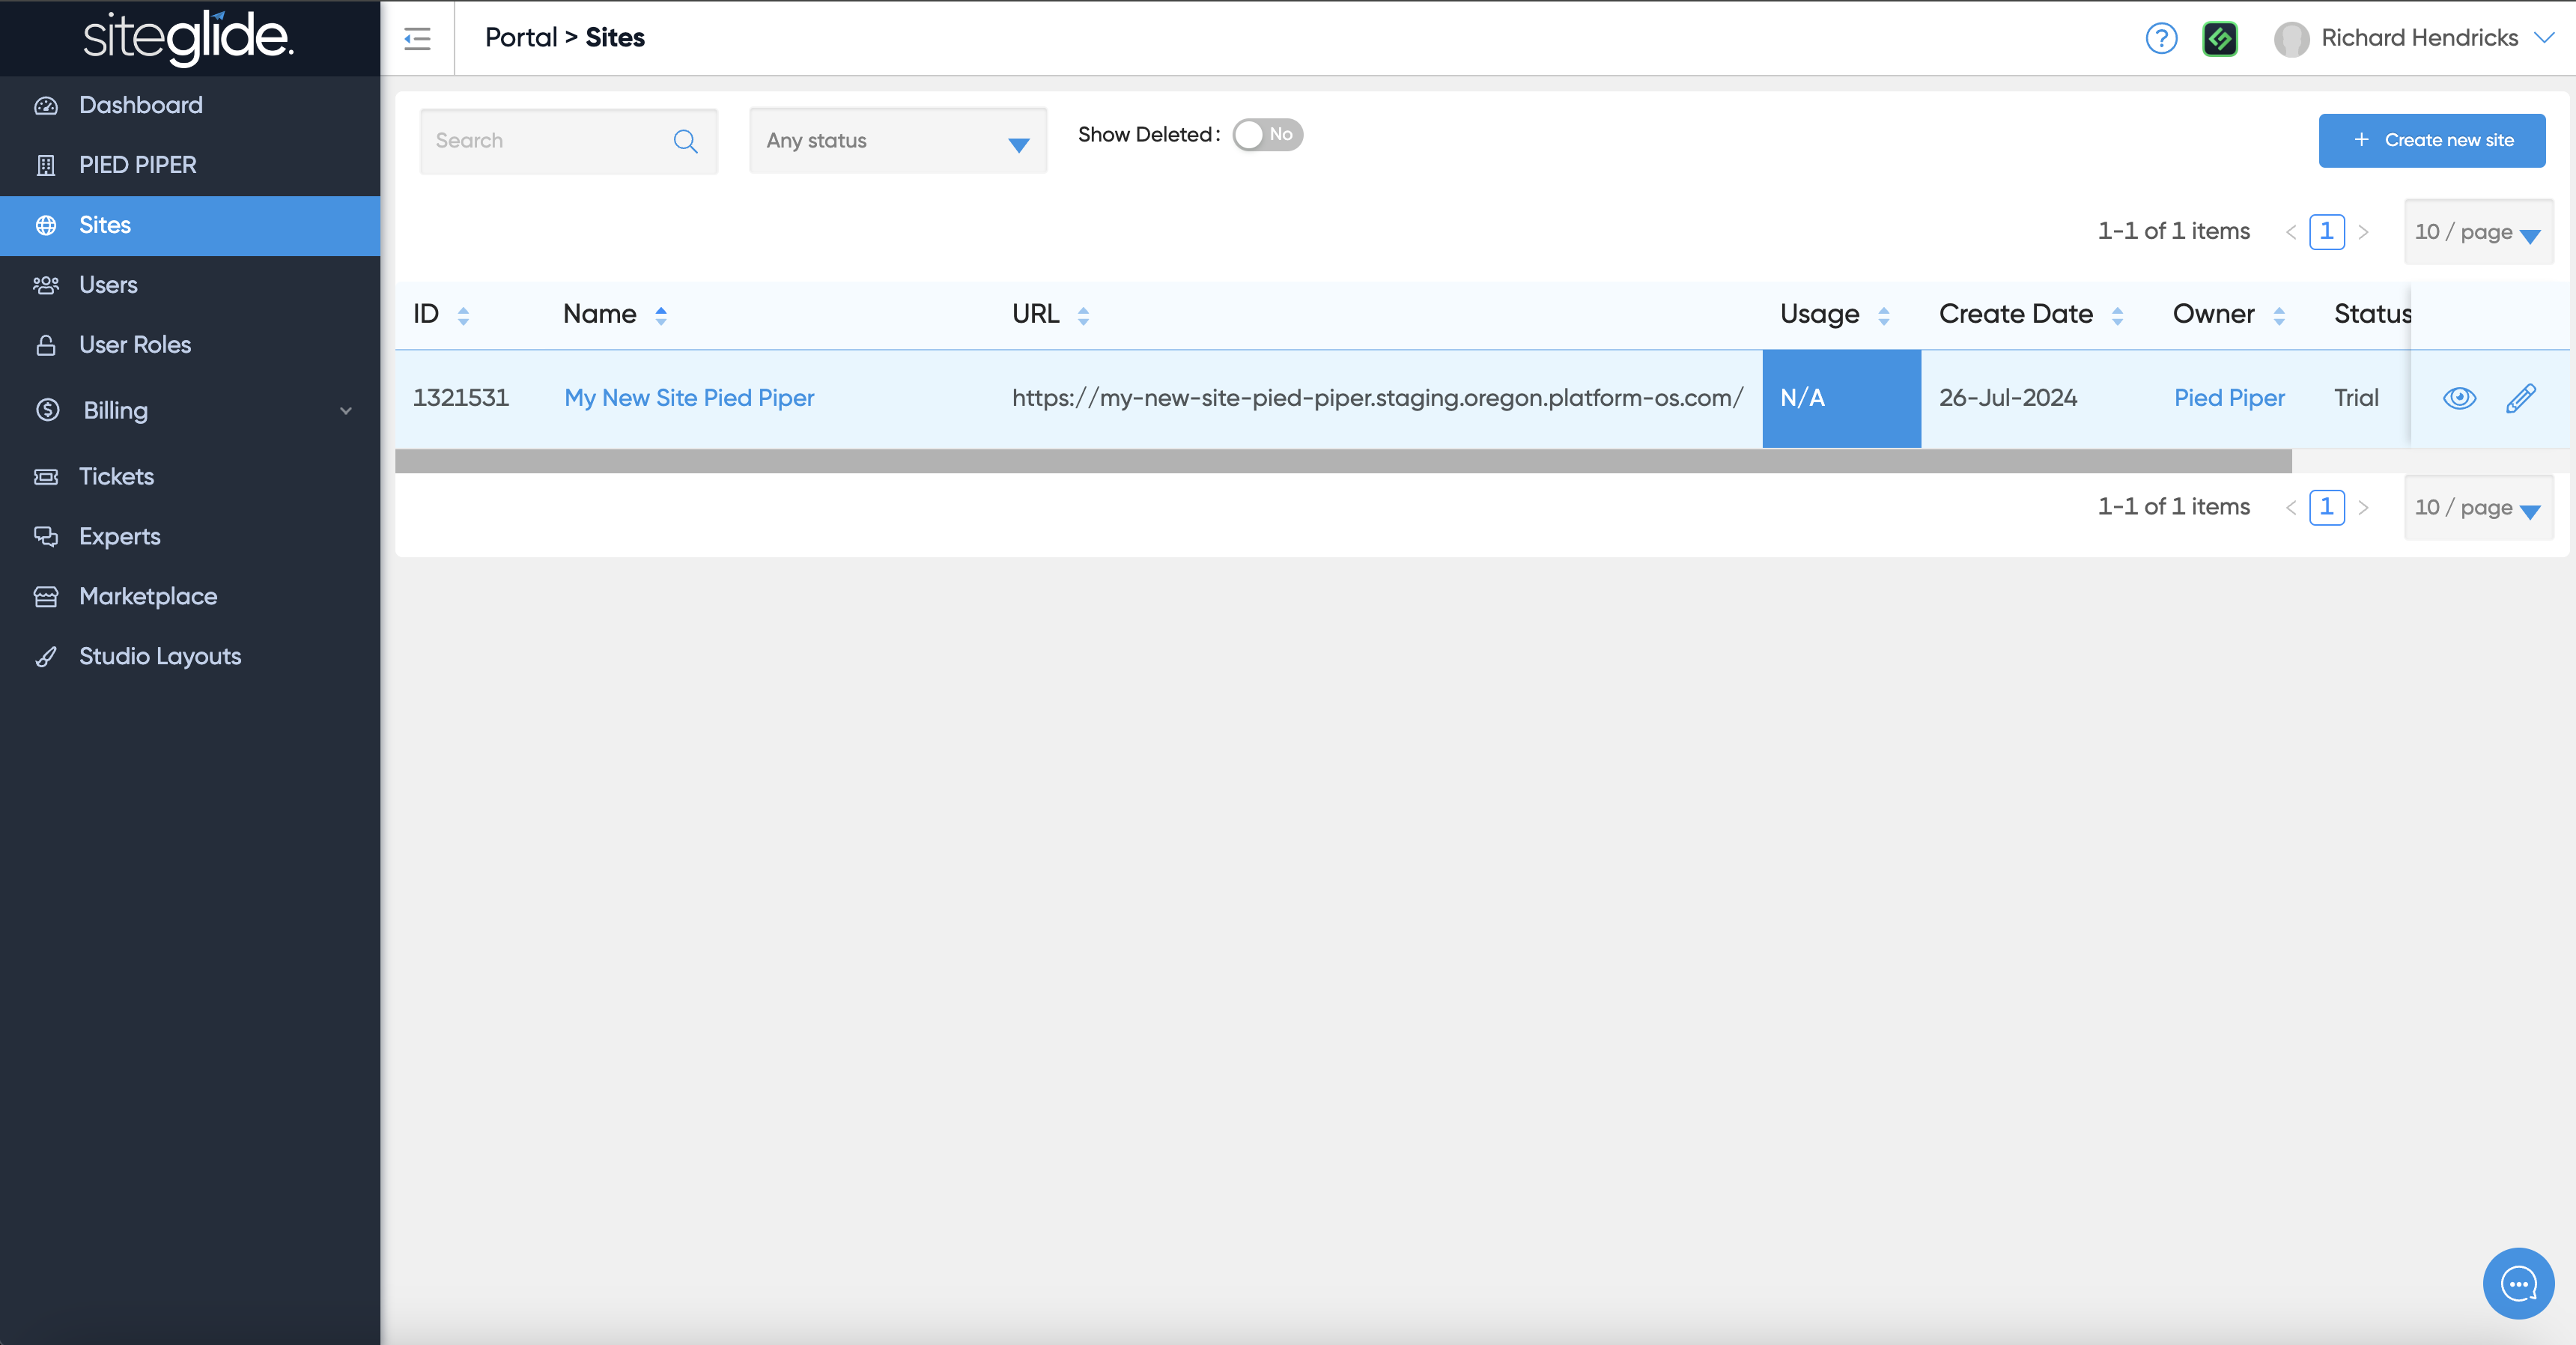 siteglide.
Portal > Sites
Richard Hendricks
Dashboard
PIED PIPER
Sites
Users
User Roles
Billing
Tickets
Experts
Marketplace
Studio Layouts
Search
Any status
Show Deleted: No
+ Create new site
1-1 of 1 items < 1 > 10 / page
ID Name URL Usage Create Date Owner Status
1321531 My New Site Pied Piper https://my-new-site-pied-piper.staging.oregon.platform-os.com/ N/A 26-Jul-2024 Pied Piper Trial
1-1 of 1 items < 1 > 10 / page